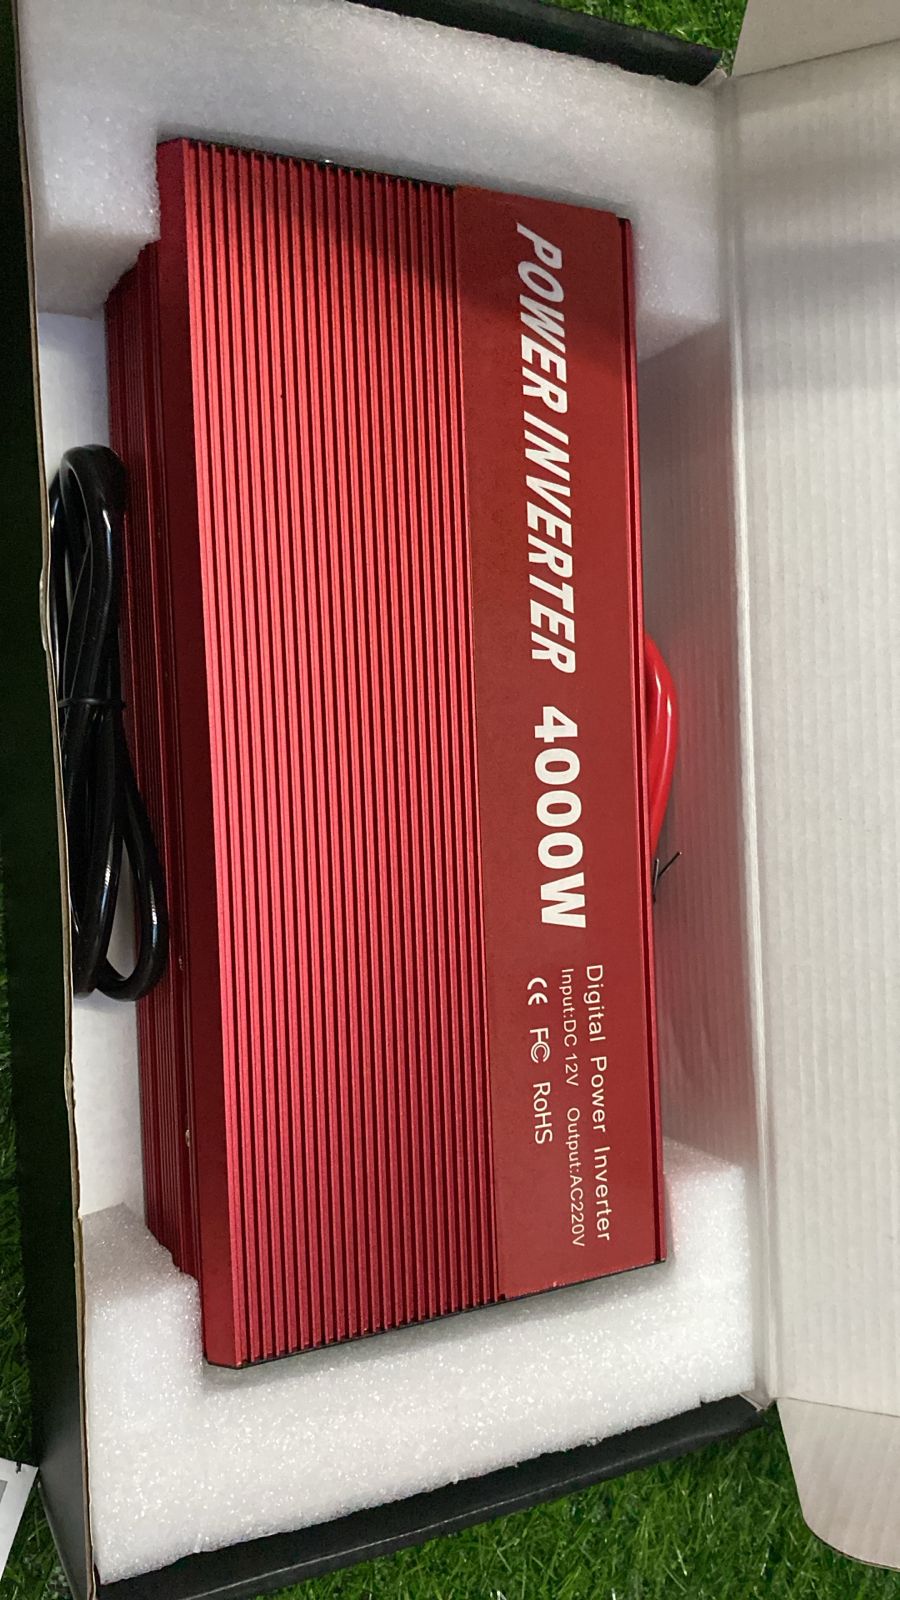 POWER INVERTER 4000W
Digital Power Inverter
Input:DC 12V Output:AC220V
CE FC RoHS